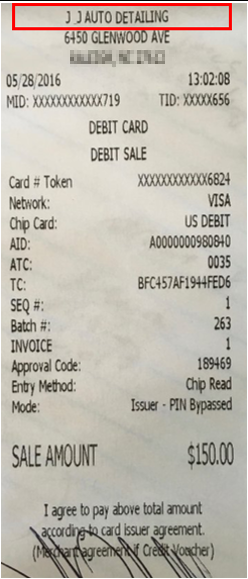 J_J AUTO DETAILING
6450 GLENWOOD AVE
05/28/2016 13:02:08
MID: XXXXXXXXXXXX719 TID: XXXXX656
DEBIT CARD
DEBIT SALE
Card # Token XXXXXXXXXXXX6824
Network: VISA
Chip Card: US DEBIT
AID: A0000000980840
ATC: 0035
TC: BFC457AF1944FED6
SEQ #: 1
Batch #: 263
INVOICE 1
Approval Code: 189469
Entry Method: Chip Read
Mode: Issuer - PIN Bypassed
SALE AMOUNT $150.00
I agree to pay above total amount
according to card issuer agreement.
(Merchant agreement if Credit Voucher)